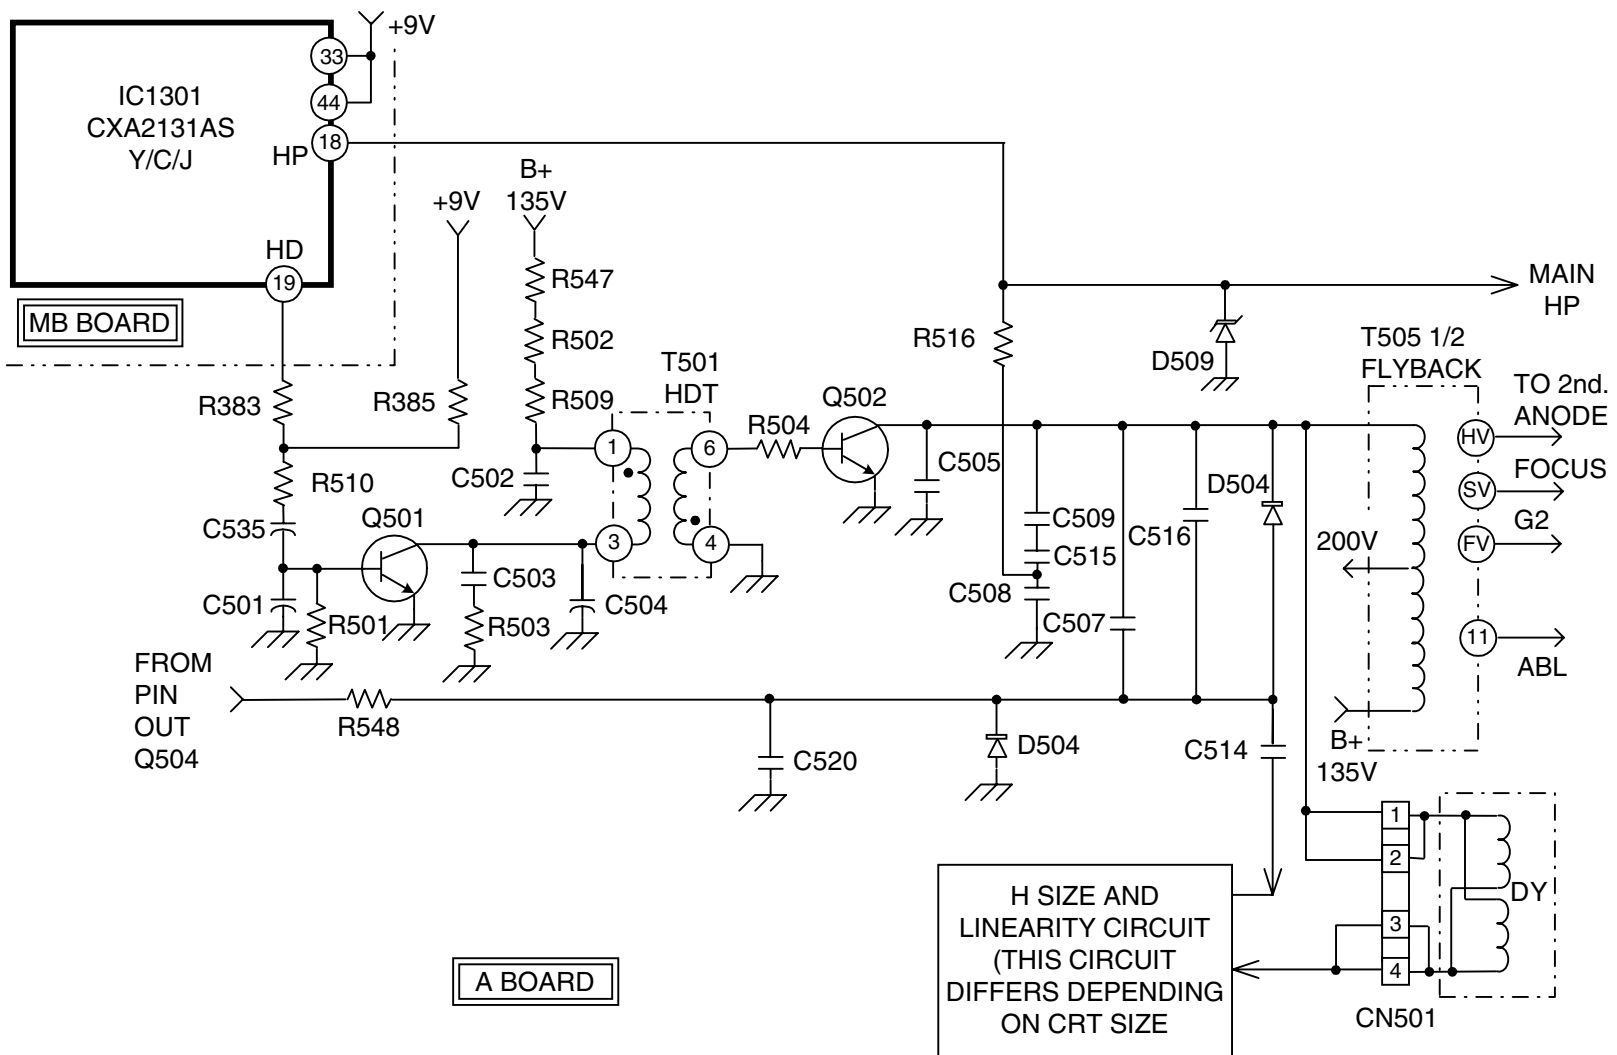 +9V
33
IC1301
CXA2131AS
Y/C/J
44
HP
18
B+
135V
+9V
HD
19
MB BOARD
R547
R502
R509
R383
R385
T501
HDT
1
6
R504
Q502
R516
D509
MAIN
HP
T505 1/2
FLYBACK
TO 2nd.
ANODE
HV
FOCUS
SV
G2
FV
200V
11
ABL
R510
C502
C535
Q501
3
4
C505
C509
C515
C508
C516
D504
C507
C501
R501
C503
R503
C504
FROM
PIN
OUT
Q504
R548
C520
D504
C514
B+
135V
1
2
3
4
DY
CN501
H SIZE AND
LINEARITY CIRCUIT
(THIS CIRCUIT
DIFFERS DEPENDING
ON CRT SIZE
A BOARD